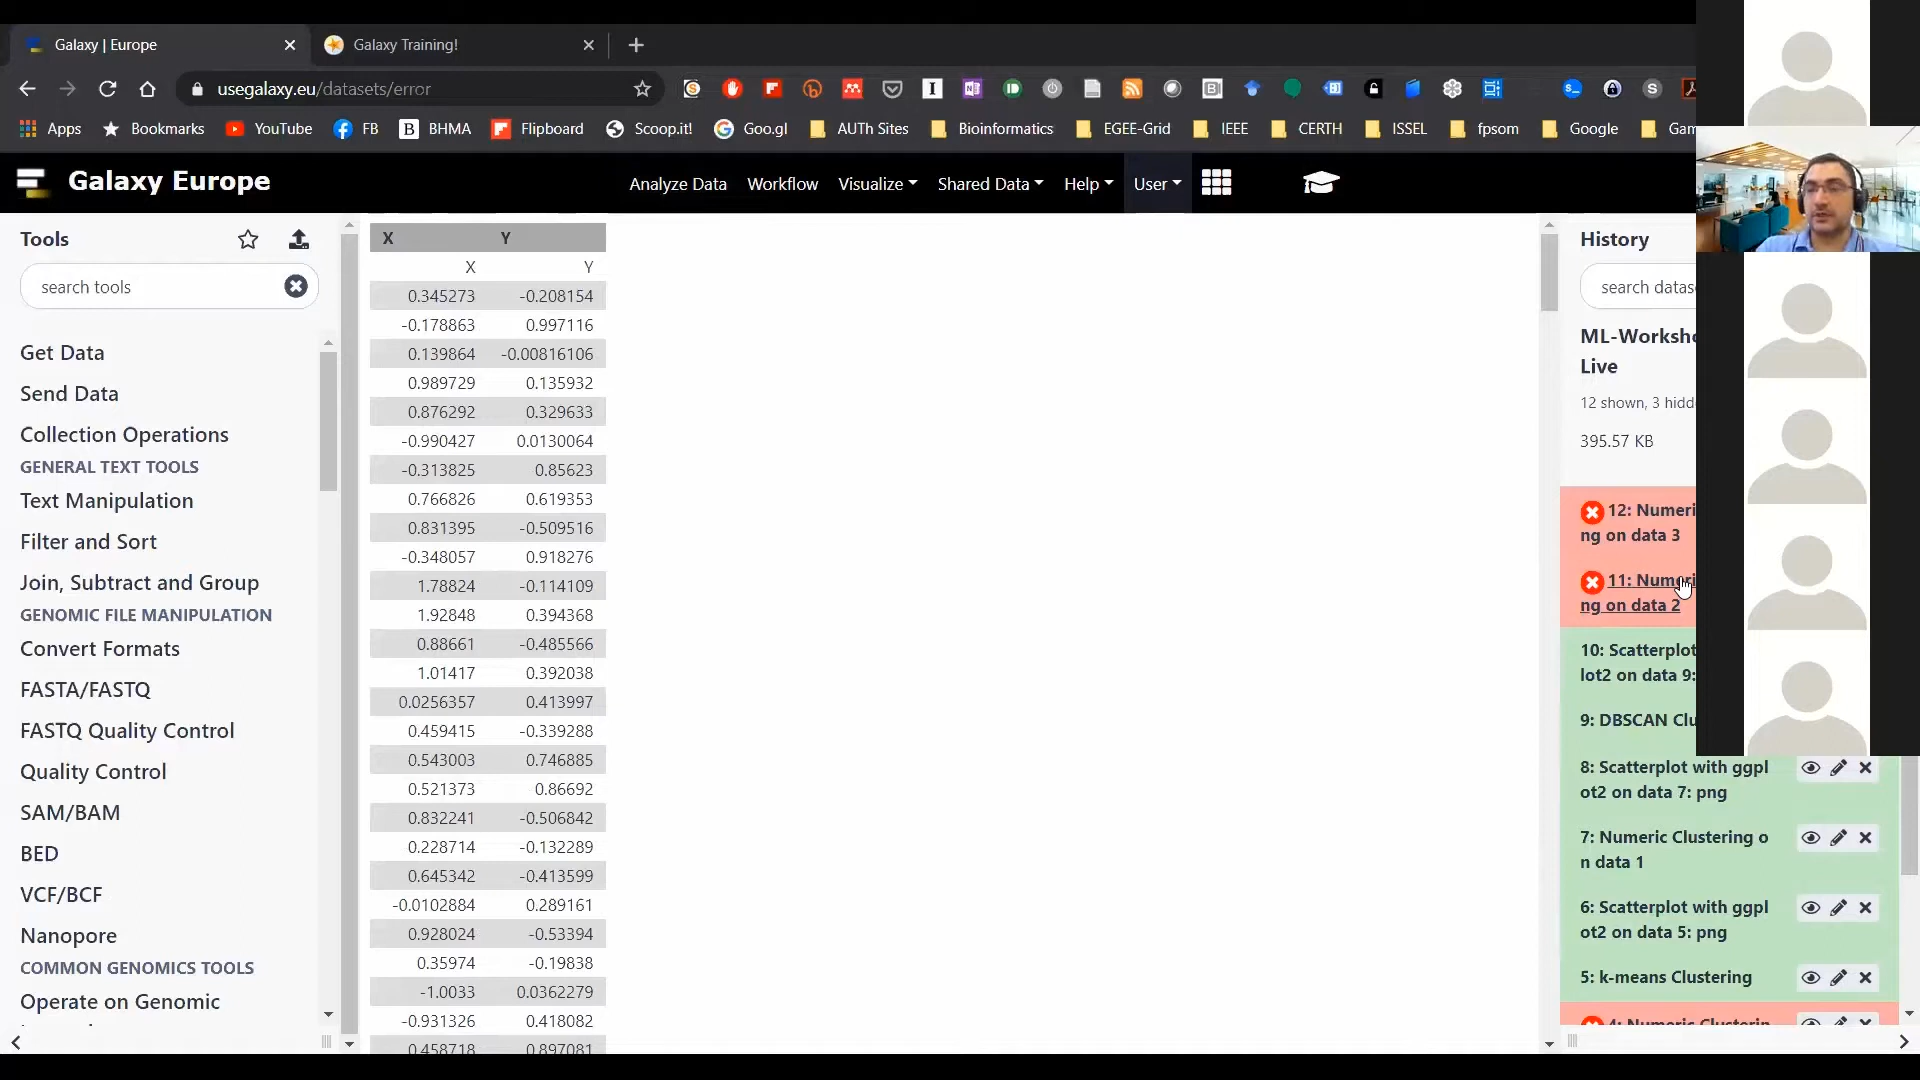 Galaxy | Europe
Galaxy Training!
usegalaxy.eu/datasets/error
Apps
Bookmarks
YouTube
FB
BHMA
Flipboard
Scoop.it!
Goo.gl
AUTh Sites
Bioinformatics
EGEE-Grid
IEEE
CERTH
ISSEL
fpsom
Google
Galaxy Europe
Analyze Data
Workflow
Visualize
Shared Data
Help
User
Tools
search tools
Get Data
Send Data
Collection Operations
GENERAL TEXT TOOLS
Text Manipulation
Filter and Sort
Join, Subtract and Group
GENOMIC FILE MANIPULATION
Convert Formats
FASTA/FASTQ
FASTQ Quality Control
Quality Control
SAM/BAM
BED
VCF/BCF
Nanopore
COMMON GENOMICS TOOLS
Operate on Genomic
X Y
X Y
0.345273 -0.208154
-0.178863 0.997116
0.139864 -0.00816106
0.989729 0.135932
0.876292 0.329633
-0.990427 0.0130064
-0.313825 0.85623
0.766826 0.619353
0.831395 -0.509516
-0.348057 0.918276
1.78824 -0.114109
1.92848 0.394368
0.88661 -0.485566
1.01417 0.392038
0.0256357 0.413997
0.459415 -0.339288
0.543003 0.746885
0.521373 0.86692
0.832241 -0.506842
0.228714 -0.132289
0.645342 -0.413599
-0.0102884 0.289161
0.928024 -0.53394
0.35974 -0.19838
-1.0033 0.0362279
-0.931326 0.418082
0.458718 0.897081
History
search datas
ML-Worksho
Live
12 shown, 3 hidd
395.57 KB
12: Numeri
ng on data 3
11: Numeri
ng on data 2
10: Scatterplot
lot2 on data 9:
9: DBSCAN Clu
8: Scatterplot with ggpl
ot2 on data 7: png
7: Numeric Clustering o
n data 1
6: Scatterplot with ggpl
ot2 on data 5: png
5: k-means Clustering
4: Numeric Clusterin